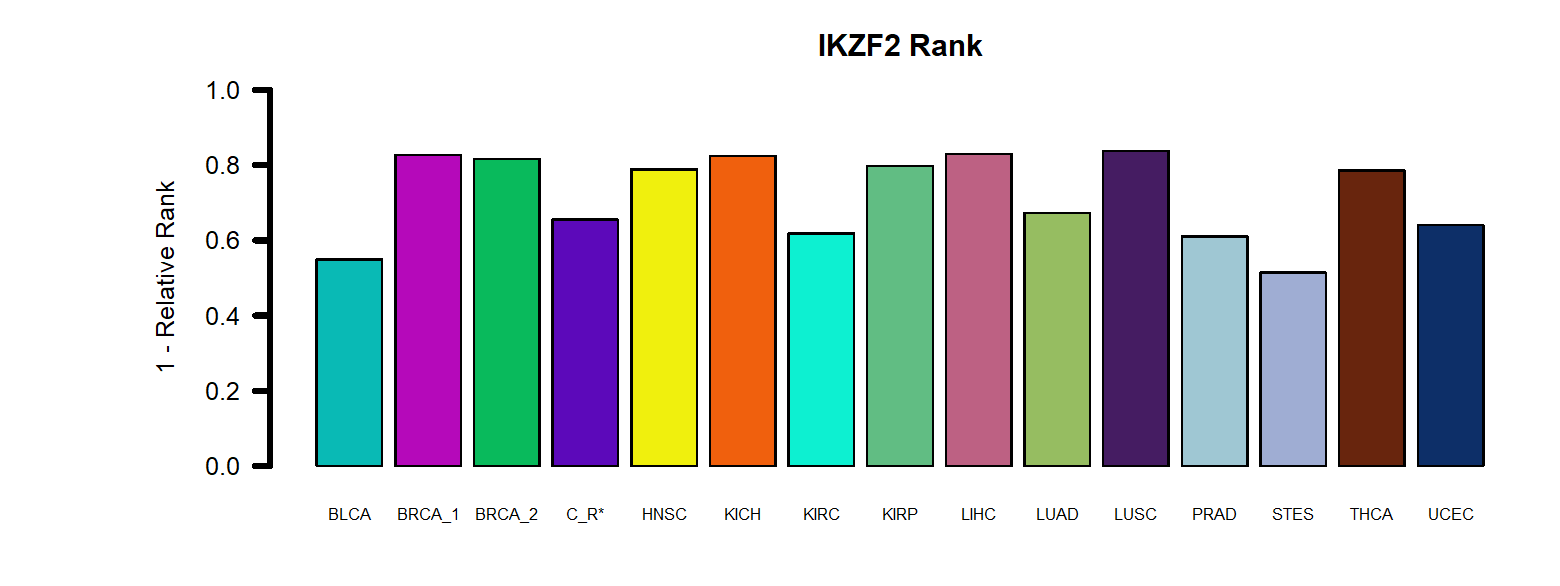 IKZF2 Rank
1 - Relative Rank
1.0
0.8
0.6
0.4
0.2
0.0
BLCA BRCA_1 BRCA_2 C_R* HNSC KICH KIRC KIRP LIHC LUAD LUSC PRAD STES THCA UCEC